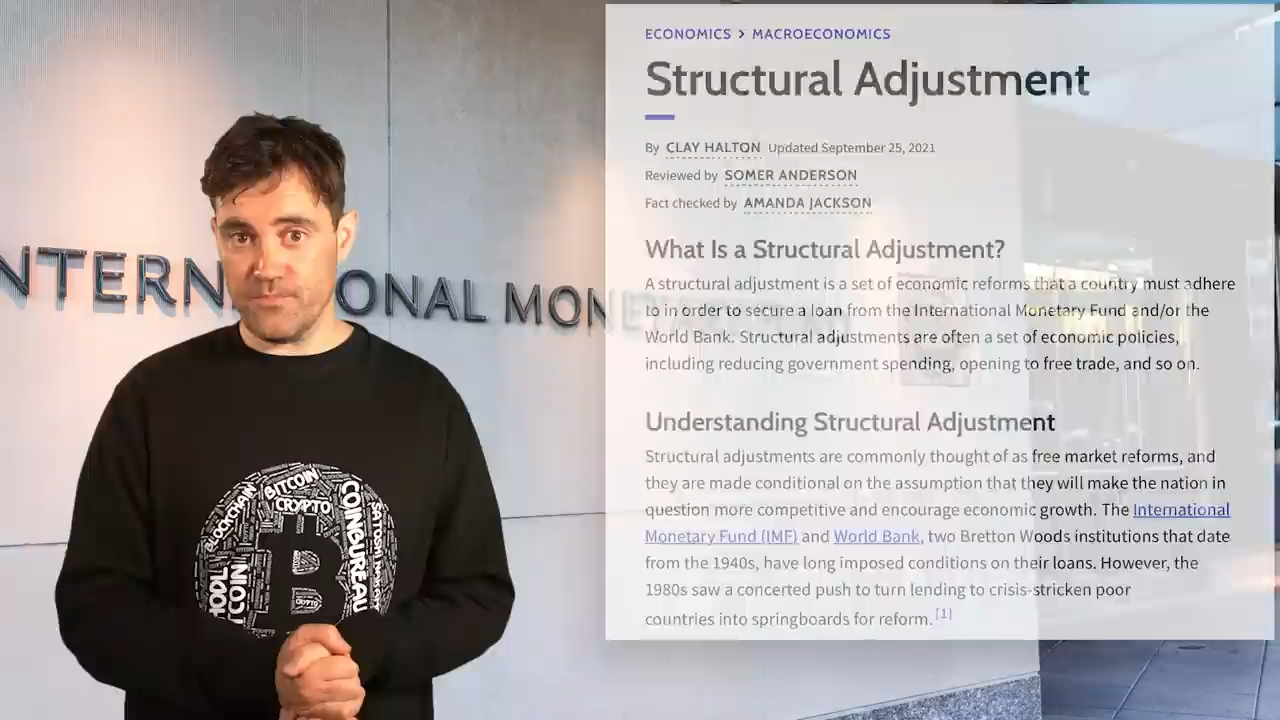 ECONOMICS > MACROECONOMICS
Structural Adjustment
By CLAY HALTON Updated September 25, 2021
Reviewed by SOMER ANDERSON
Fact checked by AMANDA JACKSON
What Is a Structural Adjustment?
A structural adjustment is a set of economic reforms that a country must adhere
to in order to secure a loan from the International Monetary Fund and/or the
World Bank. Structural adjustments are often a set of economic policies,
including reducing government spending, opening to free trade, and so on.
Understanding Structural Adjustment
Structural adjustments are commonly thought of as free market reforms, and
they are made conditional on the assumption that they will make the nation in
question more competitive and encourage economic growth. The International
Monetary Fund (IMF) and World Bank, two Bretton Woods institutions that date
from the 1940s, have long imposed conditions on their loans. However, the
1980s saw a concerted push to turn lending to crisis-stricken poor
countries into springboards for reform.[1]
NTERN ONAL MON
BITCOIN
CRYPTO
BLOCKCHAIN
COINBUREAU
HODL
TCOIN